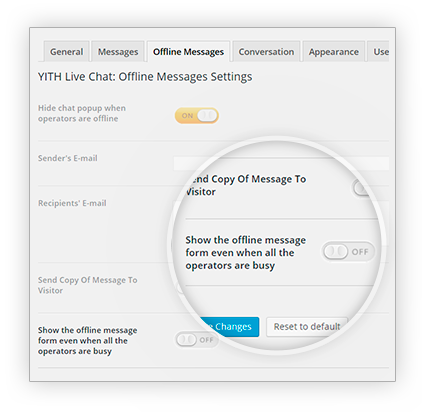 General Messages Offline Messages Conversation Appearance Use
YITH Live Chat: Offline Messages Settings
Hide chat popup when
operators are offline
ON
Sender's E-mail
Recipients' E-mail
Send Copy Of Message To
Visitor
Show the offline message
form even when all the
operators are busy
OFF
Changes
Reset to default
Send Copy Of Message To
Visitor
Show the offline message
form even when all the
operators are busy
OFF